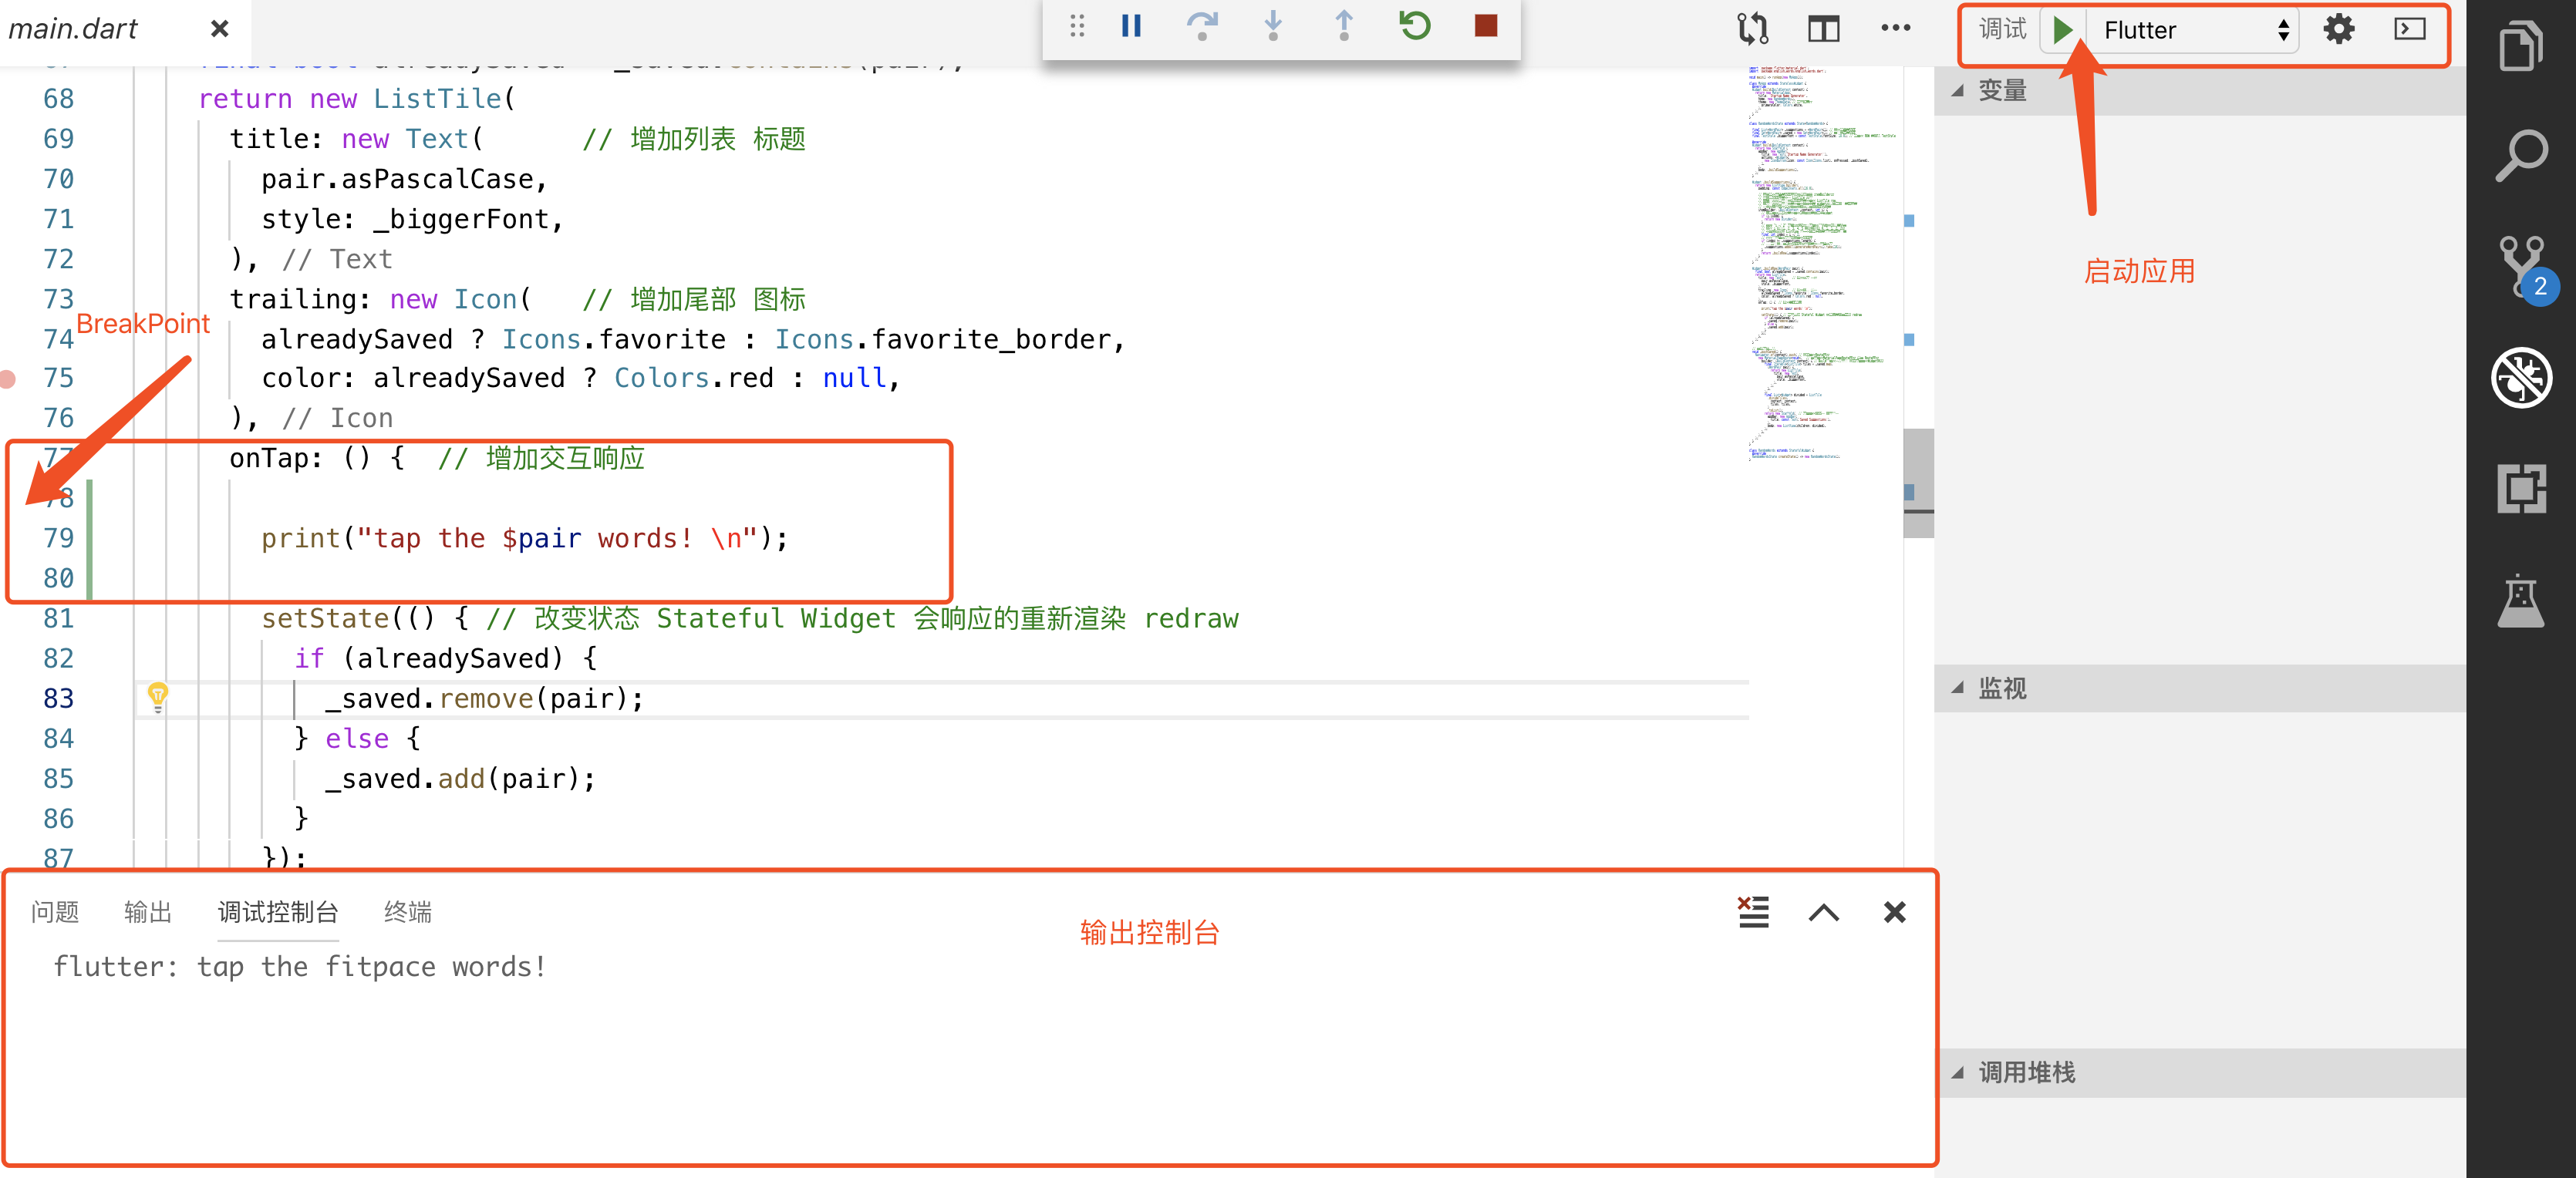 main.dart
调试 Flutter
final bool alreadySaved = _saved.contains(pair);
变量
68 return new ListTile(
69 title: new Text( // 增加列表 标题
70 pair.asPascalCase,
71 style: _biggerFont,
72 ), // Text
启动应用
73 trailing: new Icon( // 增加尾部 图标
BreakPoint
74 alreadySaved ? Icons.favorite : Icons.favorite_border,
2
75 color: alreadySaved ? Colors.red : null,
76 ), // Icon
77 onTap: () { // 增加交互响应
78
79 print("tap the $pair words! \n");
80
81 setState(() { // 改变状态 Stateful Widget 会响应的重新渲染 redraw
82 if (alreadySaved) {
83 _saved.remove(pair);
监视
84 } else {
85 _saved.add(pair);
86 }
87 });
问题 输出 调试控制台 终端
输出控制台
flutter: tap the fitpace words!
调用堆栈